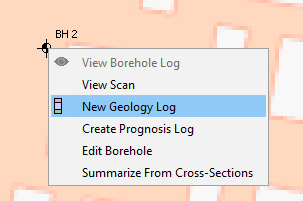 BH 2
View Borehole Log
View Scan
New Geology Log
Create Prognosis Log
Edit Borehole
Summarize From Cross-Sections